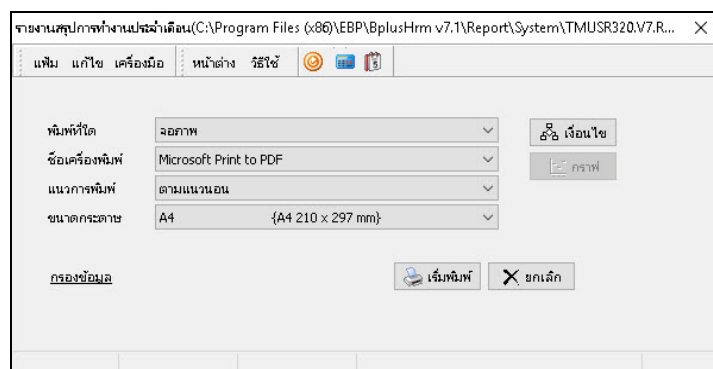 รายงานสรุปการทำงานประจำเดือน(C:\Program Files (x86)\EBP\BplusHrm v7.1\Report\System\TMUSR320.V7.R...
แฟ้ม แก้ไข เครื่องมือ หน้าต่าง วิธีใช้
พิมพ์ที่ใด จอภาพ เงื่อนไข
ชื่อเครื่องพิมพ์ Microsoft Print to PDF กราฟ
แนวการพิมพ์ ตามแนวนอน
ขนาดกระดาษ A4 {A4 210 x 297 mm}
กรองข้อมูล เริ่มพิมพ์ ยกเลิก